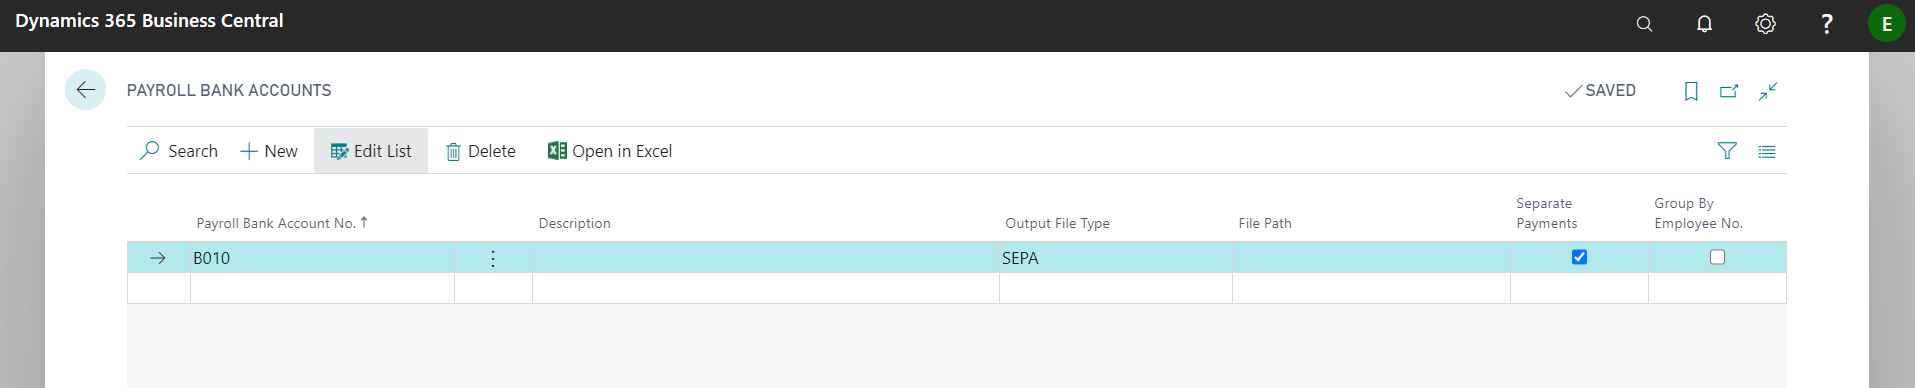 Dynamics 365 Business Central
?
E
PAYROLL BANK ACCOUNTS
SAVED
Search
New
Edit List
Delete
Open in Excel
Payroll Bank Account No. ↑
Description
Output File Type
File Path
Separate
Payments
Group By
Employee No.
B010
SEPA